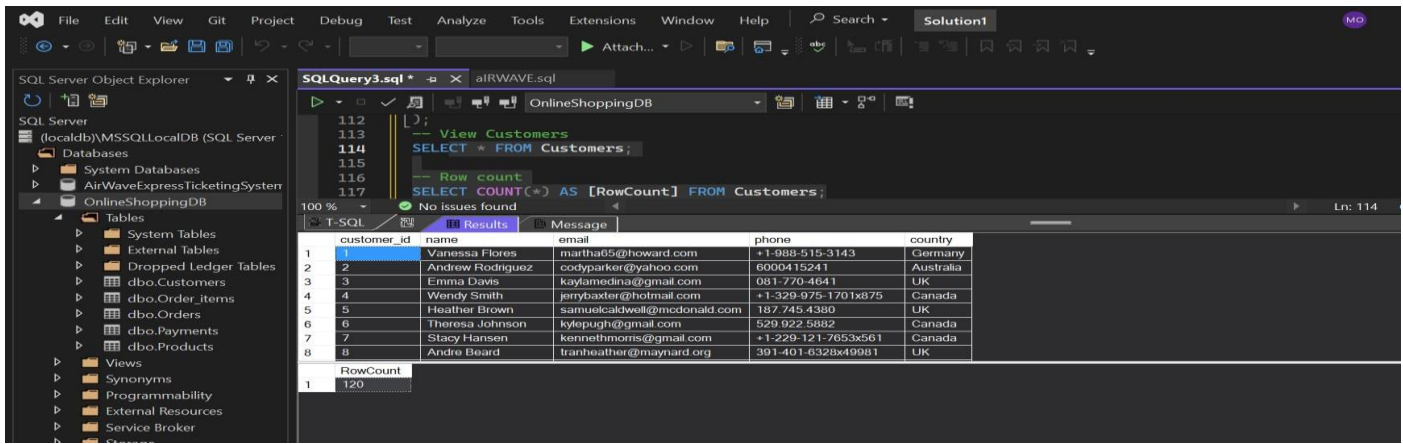 File Edit View Git Project Debug Test Analyze Tools Extensions Window Help Search Solution1 MO
Attach...
SQL Server Object Explorer
SQLQuery3.sql * aIRWAVE.sql
OnlineShoppingDB
SQL Server
(localdb)\MSSQLLocalDB (SQL Server
Databases
System Databases
AirWaveExpressTicketingSystem
OnlineShoppingDB
Tables
System Tables
External Tables
Dropped Ledger Tables
dbo.Customers
dbo.Order_items
dbo.Orders
dbo.Payments
dbo.Products
Views
Synonyms
Programmability
External Resources
Service Broker
Storage
112 );
113 -- View Customers
114 SELECT * FROM Customers;
115
116 -- Row count
117 SELECT COUNT(*) AS [RowCount] FROM Customers;
100 % No issues found Ln: 114
T-SQL Results Message
customer_id name email phone country
1 1 Vanessa Flores martha65@howard.com +1-988-515-3143 Germany
2 2 Andrew Rodriguez codyparker@yahoo.com 6000415241 Australia
3 3 Emma Davis kaylamedina@gmail.com 081-770-4641 UK
4 4 Wendy Smith jerrybaxter@hotmail.com +1-329-975-1701x875 Canada
5 5 Heather Brown samuelcaldwell@mcdonald.com 187.745.4380 UK
6 6 Theresa Johnson kylepugh@gmail.com 529.922.5882 Canada
7 7 Stacy Hansen kennethmorris@gmail.com +1-229-121-7653x561 Canada
8 8 Andre Beard tranheather@maynard.org 391-401-6328x49981 UK
RowCount
1 120